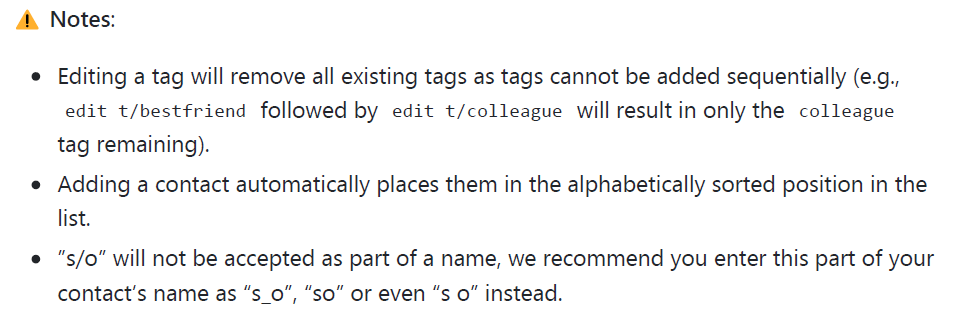 ⚠️ Notes:
• Editing a tag will remove all existing tags as tags cannot be added sequentially (e.g.,
edit t/bestfriend followed by edit t/colleague will result in only the colleague
tag remaining).
• Adding a contact automatically places them in the alphabetically sorted position in the
list.
• ”s/o” will not be accepted as part of a name, we recommend you enter this part of your
contact’s name as “s_o”, “so” or even “s o” instead.